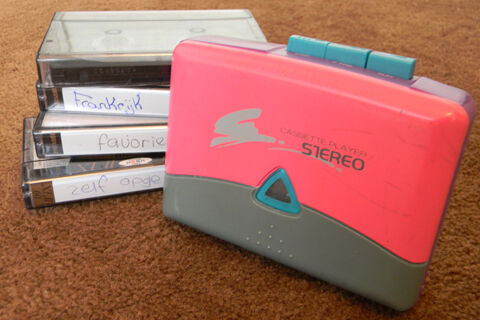 Frankrijk
favorie
zelf opge
CASSETTE PLAYER
STEREO